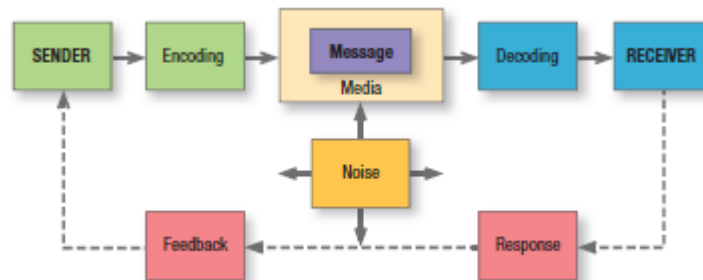 SENDER
Encoding
Message
Media
Decoding
RECEIVER
Noise
Feedback
Response